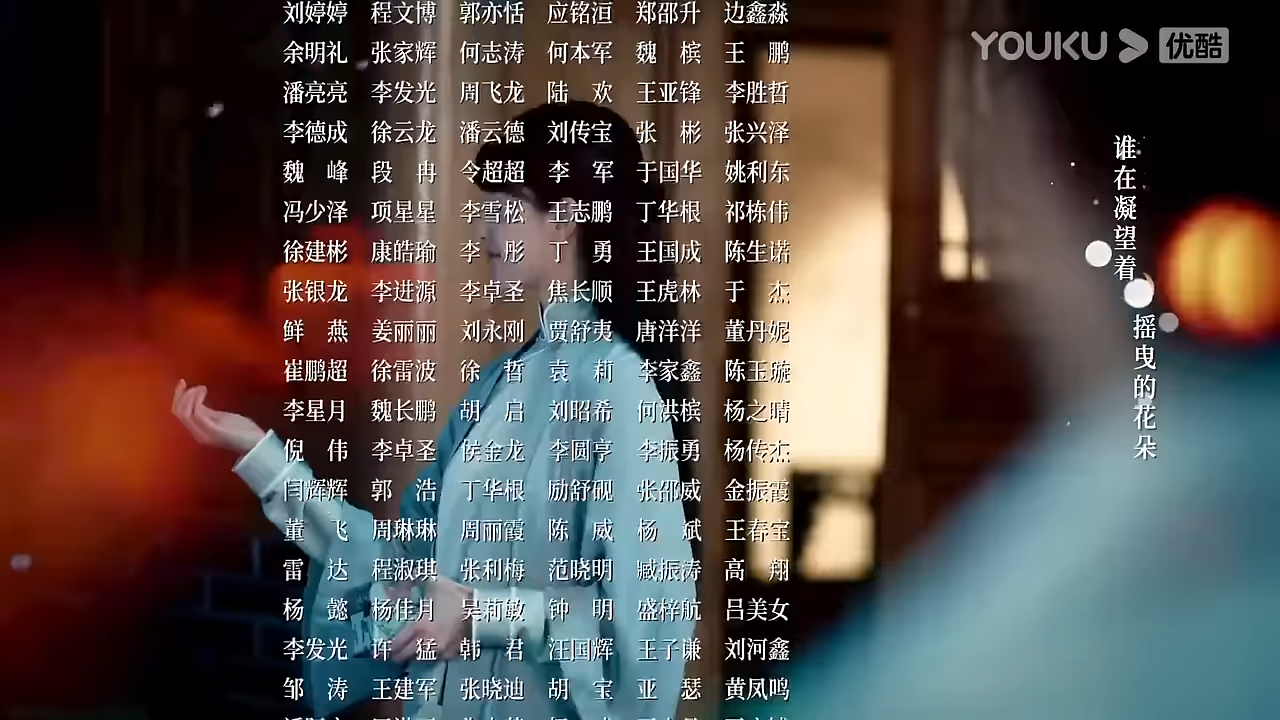 刘婷婷 程文博 郭亦恬 应铭洹 郑邵升 边鑫淼
余明礼 张家辉 何志涛 何本军 魏槟 王鹏
潘亮亮 李发光 周飞龙 陆欢 王亚锋 李胜哲
李德成 徐云龙 潘云德 刘传宝 张彬 张兴泽
魏峰 段冉 令超超 李军 于国华 姚利东
冯少泽 项星星 李雪松 王志鹏 丁华根 祁栋伟
徐建彬 康皓瑜 李彤 丁勇 王国成 陈生诺
张银龙 李进源 李卓圣 焦长顺 王虎林 于杰
鲜燕 姜丽丽 刘永刚 贾舒夷 唐洋洋 董丹妮
崔鹏超 徐雷波 徐哲 袁莉 李家鑫 陈玉璇
李星月 魏长鹏 胡启 刘昭希 何洪槟 杨之晴
倪伟 李卓圣 侯金龙 李圆亨 李振勇 杨传杰
闫辉辉 郭浩 丁华根 励舒砚 张邵威 金振霞
董飞 周琳琳 周丽霞 陈威 杨斌 王春宝
雷达 程淑琪 张利梅 范晓明 臧振涛 高翔
杨懿 杨佳月 吴莉敏 钟明 盛梓航 吕美女
李发光 许猛 韩君 汪国辉 王子谦 刘河鑫
邹涛 王建军 张晓迪 胡宝 亚瑟 黄凤鸣
YOUKU 优酷
谁在凝望着
摇曳的花朵